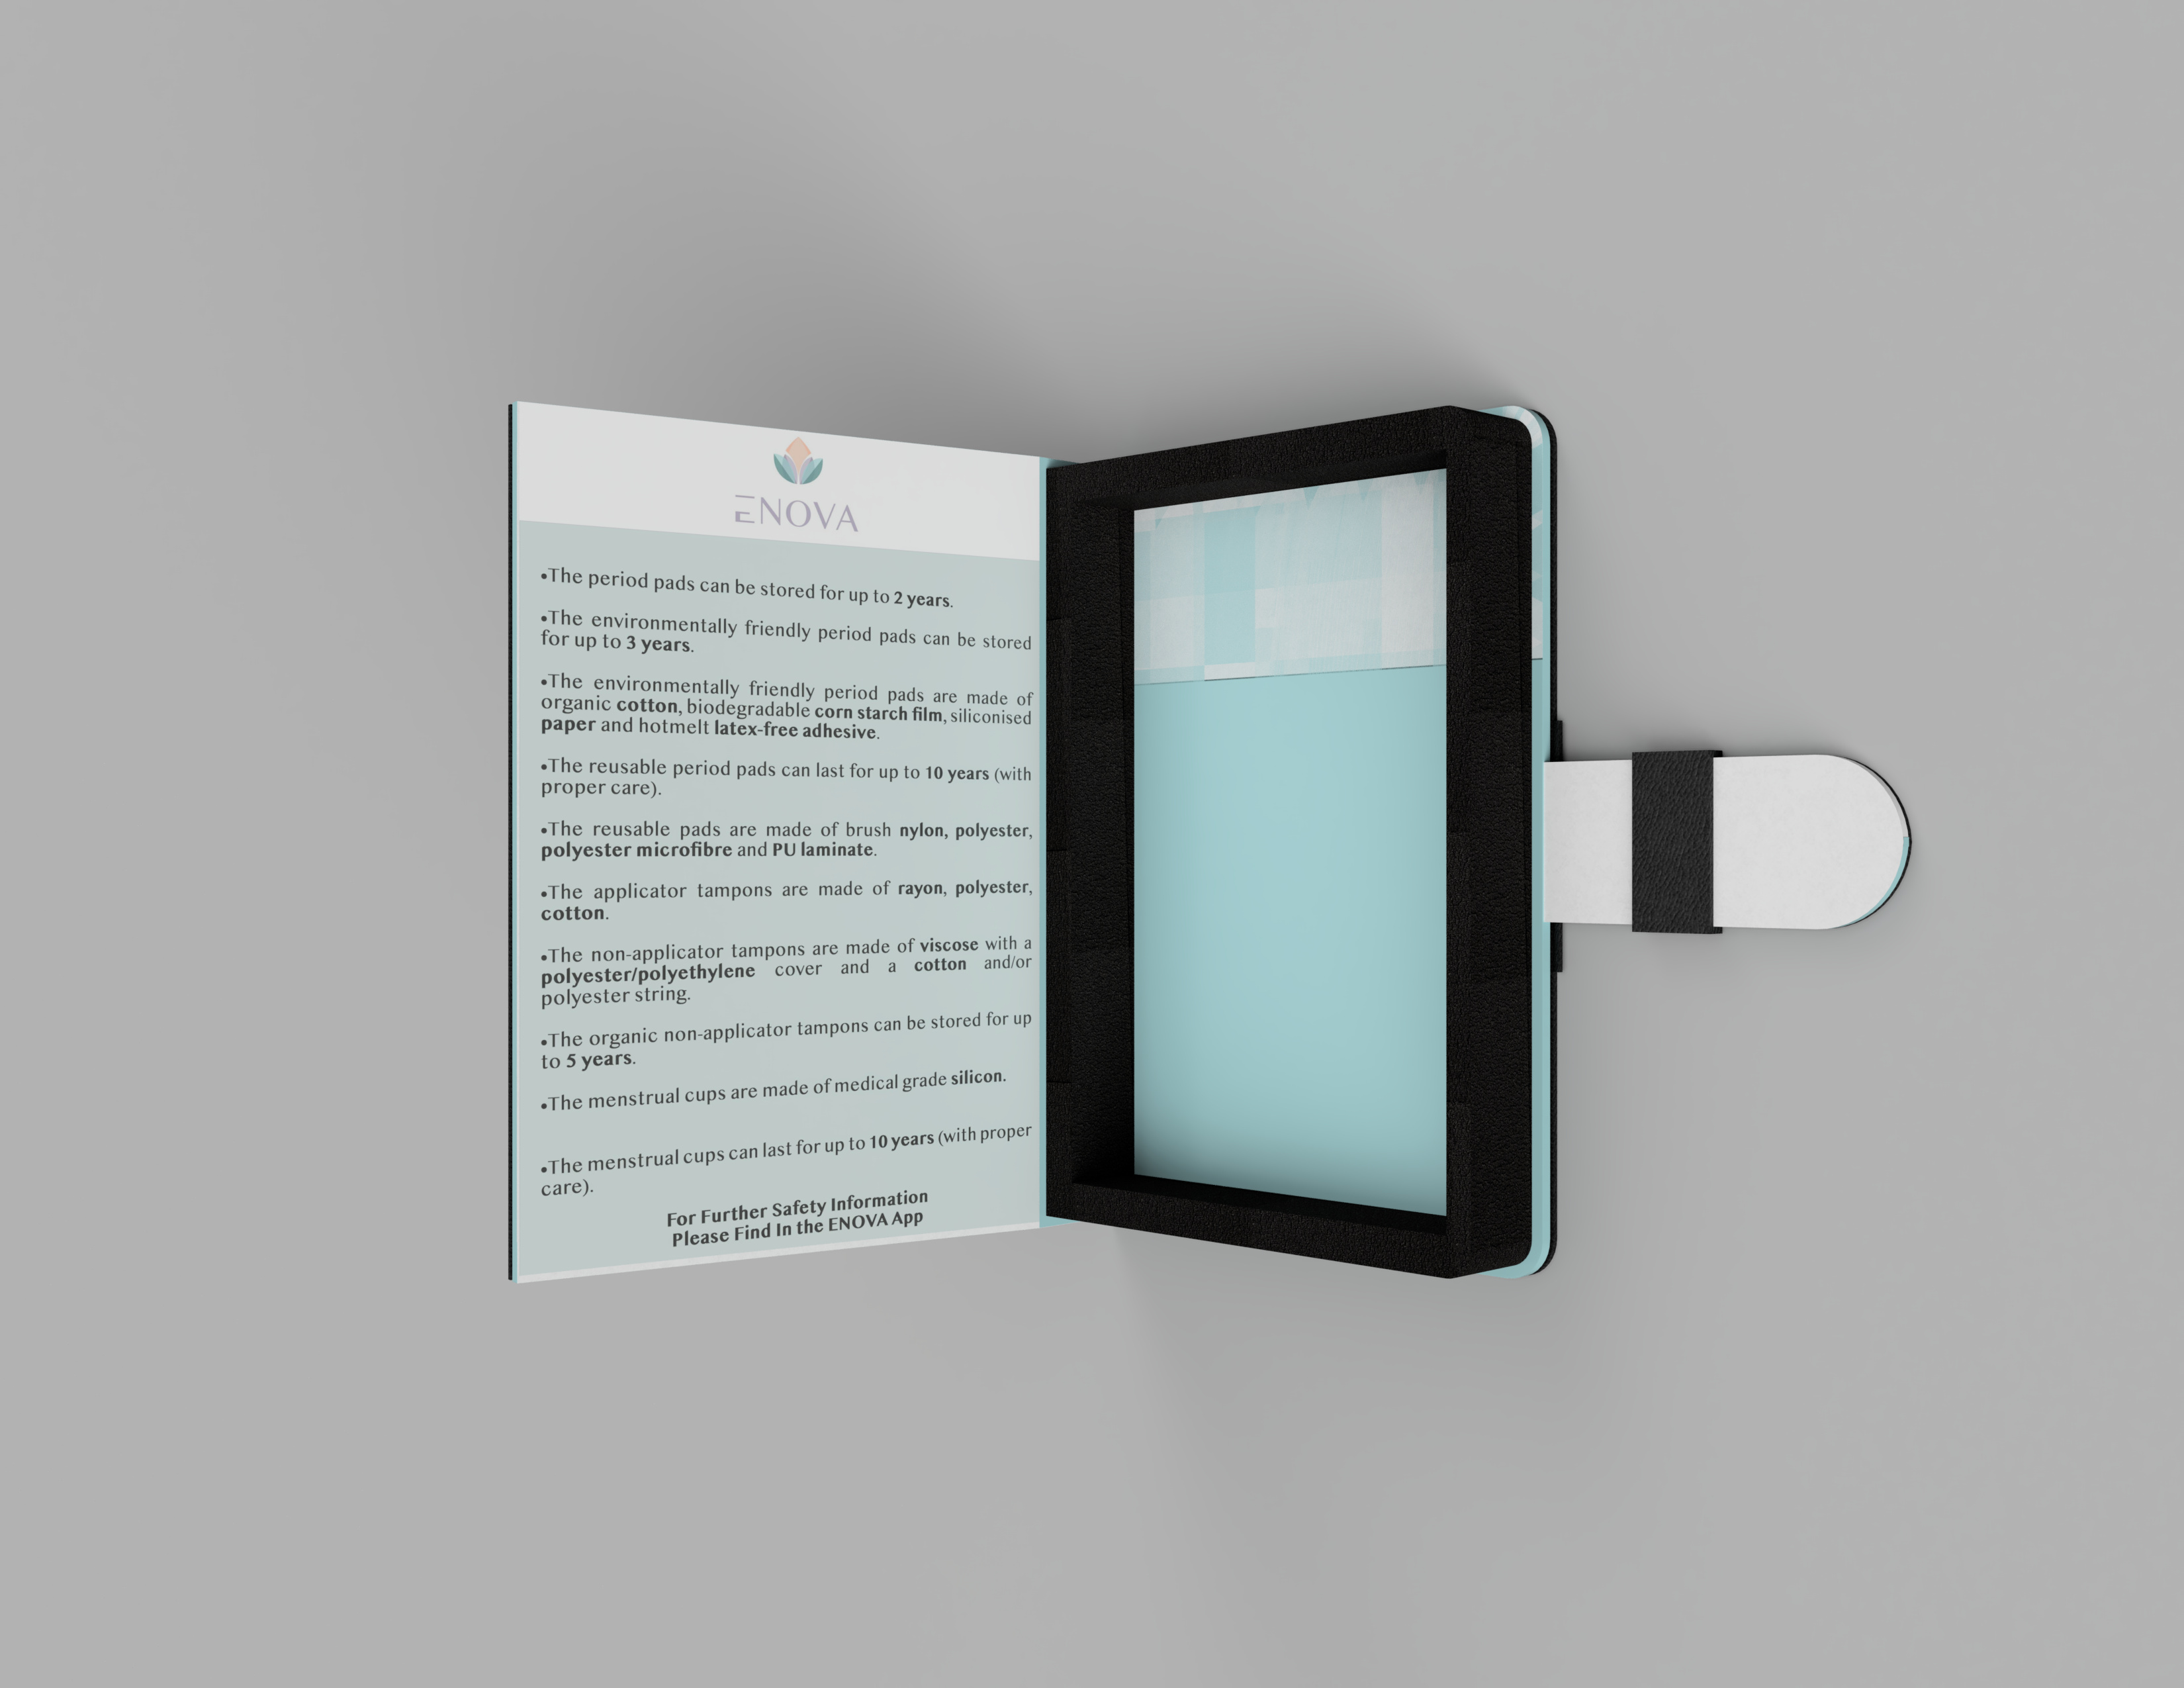 ENOVA
•The period pads can be stored for up to 2 years.
•The environmentally friendly period pads can be stored
for up to 3 years.
•The environmentally friendly period pads are made of
organic cotton, biodegradable corn starch film, siliconised
paper and hotmelt latex-free adhesive.
•The reusable period pads can last for up to 10 years (with
proper care).
•The reusable pads are made of brush nylon, polyester,
polyester microfibre and PU laminate.
•The applicator tampons are made of rayon, polyester,
cotton.
•The non-applicator tampons are made of viscose with a
polyester/polyethylene cover and a cotton and/or
polyester string.
•The organic non-applicator tampons can be stored for up
to 5 years.
•The menstrual cups are made of medical grade silicon.
•The menstrual cups can last for up to 10 years (with proper
care).
For Further Safety Information
Please Find In the ENOVA App